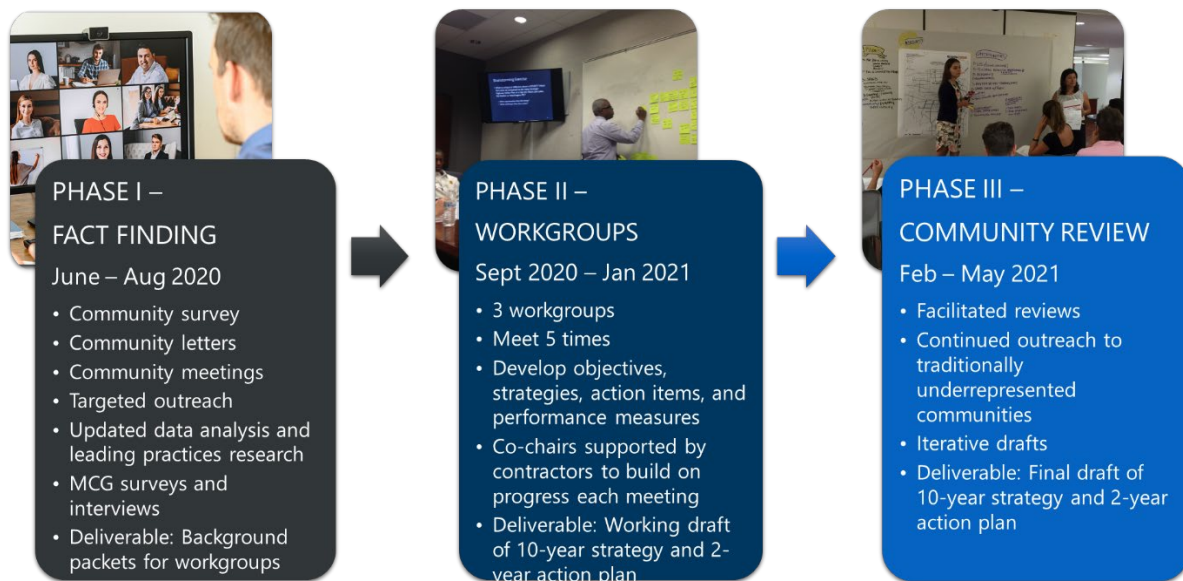 PHASE I –
FACT FINDING
June – Aug 2020
• Community survey
• Community letters
• Community meetings
• Targeted outreach
• Updated data analysis and
leading practices research
• MCG surveys and
interviews
• Deliverable: Background
packets for workgroups
PHASE II –
WORKGROUPS
Sept 2020 – Jan 2021
• 3 workgroups
• Meet 5 times
• Develop objectives,
strategies, action items, and
performance measures
• Co-chairs supported by
contractors to build on
progress each meeting
• Deliverable: Working draft
of 10-year strategy and 2-
year action plan
PHASE III –
COMMUNITY REVIEW
Feb – May 2021
• Facilitated reviews
• Continued outreach to
traditionally
underrepresented
communities
• Iterative drafts
• Deliverable: Final draft of
10-year strategy and 2-year
action plan